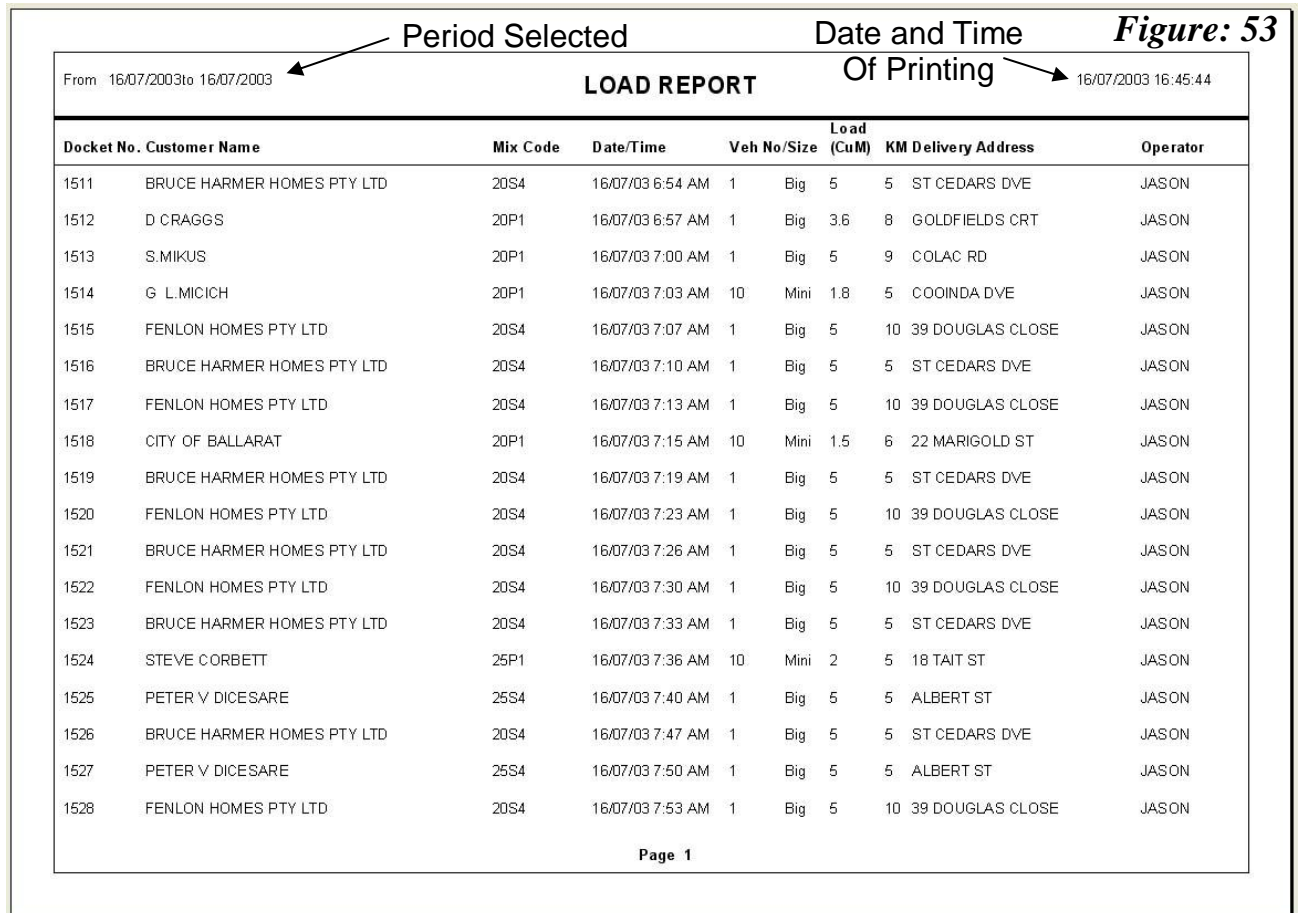 Period Selected Date and Time Of Printing Figure: 53
From 16/07/2003to 16/07/2003 LOAD REPORT 16/07/2003 16:45:44
Docket No. Customer Name Mix Code Date/Time Veh No/Size Load (CuM) KM Delivery Address Operator
1511 BRUCE HARMER HOMES PTY LTD 20S4 16/07/03 6:54 AM 1 Big 5 5 ST CEDARS DVE JASON
1512 D CRAGGS 20P1 16/07/03 6:57 AM 1 Big 3.6 8 GOLDFIELDS CRT JASON
1513 S.MIKUS 20P1 16/07/03 7:00 AM 1 Big 5 9 COLAC RD JASON
1514 G L.MICICH 20P1 16/07/03 7:03 AM 10 Mini 1.8 5 COOINDA DVE JASON
1515 FENLON HOMES PTY LTD 20S4 16/07/03 7:07 AM 1 Big 5 10 39 DOUGLAS CLOSE JASON
1516 BRUCE HARMER HOMES PTY LTD 20S4 16/07/03 7:10 AM 1 Big 5 5 ST CEDARS DVE JASON
1517 FENLON HOMES PTY LTD 20S4 16/07/03 7:13 AM 1 Big 5 10 39 DOUGLAS CLOSE JASON
1518 CITY OF BALLARAT 20P1 16/07/03 7:15 AM 10 Mini 1.5 6 22 MARIGOLD ST JASON
1519 BRUCE HARMER HOMES PTY LTD 20S4 16/07/03 7:19 AM 1 Big 5 5 ST CEDARS DVE JASON
1520 FENLON HOMES PTY LTD 20S4 16/07/03 7:23 AM 1 Big 5 10 39 DOUGLAS CLOSE JASON
1521 BRUCE HARMER HOMES PTY LTD 20S4 16/07/03 7:26 AM 1 Big 5 5 ST CEDARS DVE JASON
1522 FENLON HOMES PTY LTD 20S4 16/07/03 7:30 AM 1 Big 5 10 39 DOUGLAS CLOSE JASON
1523 BRUCE HARMER HOMES PTY LTD 20S4 16/07/03 7:33 AM 1 Big 5 5 ST CEDARS DVE JASON
1524 STEVE CORBETT 25P1 16/07/03 7:36 AM 10 Mini 2 5 18 TAIT ST JASON
1525 PETER V DICESARE 25S4 16/07/03 7:40 AM 1 Big 5 5 ALBERT ST JASON
1526 BRUCE HARMER HOMES PTY LTD 20S4 16/07/03 7:47 AM 1 Big 5 5 ST CEDARS DVE JASON
1527 PETER V DICESARE 25S4 16/07/03 7:50 AM 1 Big 5 5 ALBERT ST JASON
1528 FENLON HOMES PTY LTD 20S4 16/07/03 7:53 AM 1 Big 5 10 39 DOUGLAS CLOSE JASON
Page 1